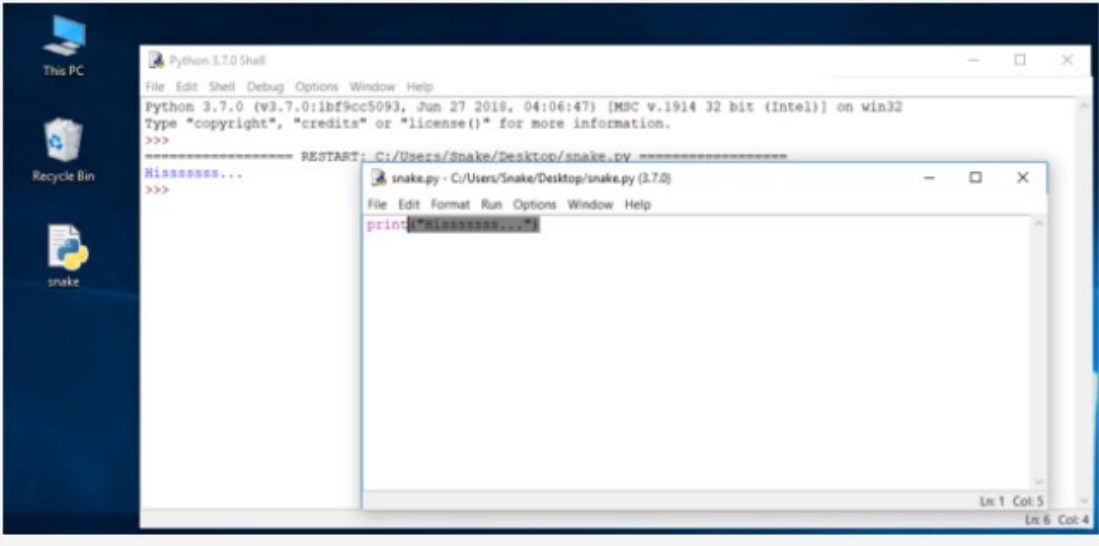 This PC
Recycle Bin
snake
Python 3.7.0 Shell
File Edit Shell Debug Options Window Help
Python 3.7.0 (v3.7.0:1bf9cc5093, Jun 27 2018, 04:06:47) [MSC v.1914 32 bit (Intel)] on win32
Type "copyright", "credits" or "license()" for more information.
>>>
================== RESTART: C:/Users/Snake/Desktop/snake.py ==================
Hisssssss...
>>>
snake.py - C:/Users/Snake/Desktop/snake.py (3.7.0)
File Edit Format Run Options Window Help
print("Hisssssss...")
Ln: 1 Col: 5
Ln: 6 Col: 4